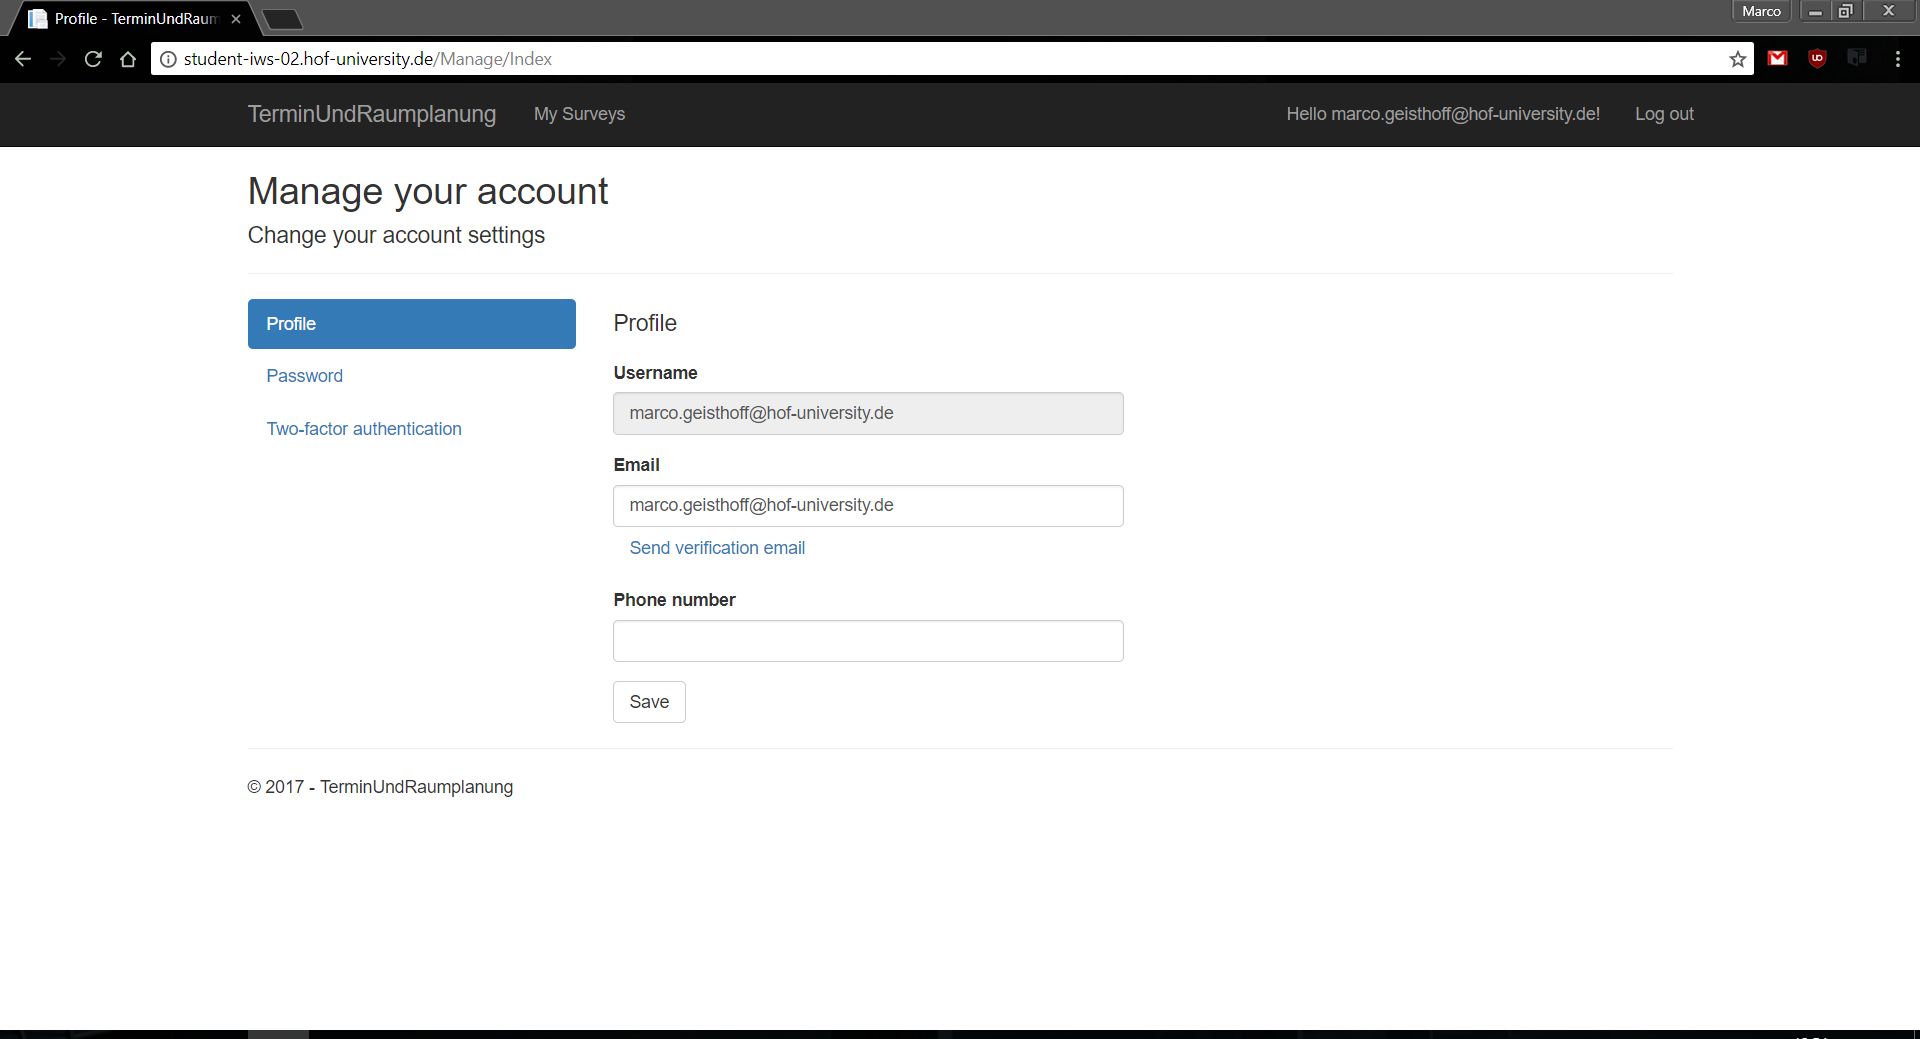 Profile - TerminUndRaum
Marco
student-iws-02.hof-university.de/Manage/Index
TerminUndRaumplanung
My Surveys
Hello marco.geisthoff@hof-university.de!
Log out
Manage your account
Change your account settings
Profile
Password
Two-factor authentication
Profile
Username
marco.geisthoff@hof-university.de
Email
marco.geisthoff@hof-university.de
Send verification email
Phone number
Save
© 2017 - TerminUndRaumplanung